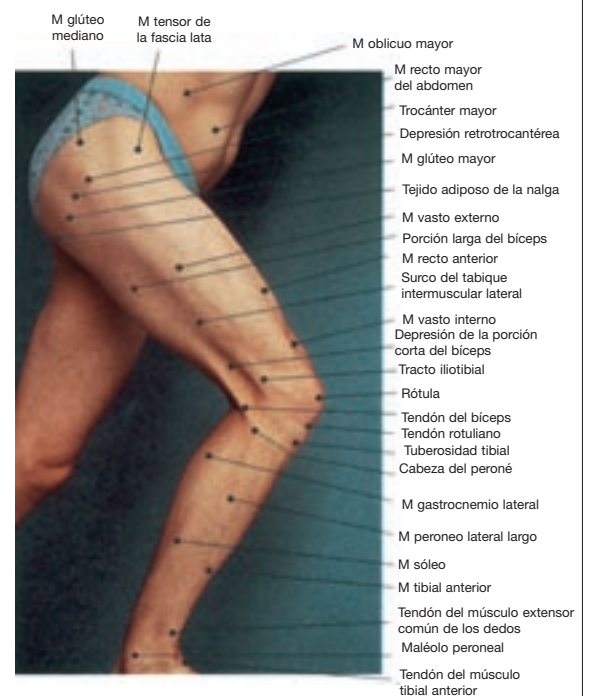 M glúteo
mediano
M tensor de
la fascia lata
M oblicuo mayor
M recto mayor
del abdomen
Trocánter mayor
Depresión retrotrocantérea
M glúteo mayor
Tejido adiposo de la nalga
M vasto externo
Porción larga del bíceps
M recto anterior
Surco del tabique
intermuscular lateral
M vasto interno
Depresión de la porción
corta del bíceps
Tracto iliotibial
Rótula
Tendón del bíceps
Tendón rotuliano
Tuberosidad tibial
Cabeza del peroné
M gastrocnemio lateral
M peroneo lateral largo
M sóleo
M tibial anterior
Tendón del músculo extensor
común de los dedos
Maléolo peroneal
Tendón del músculo
tibial anterior